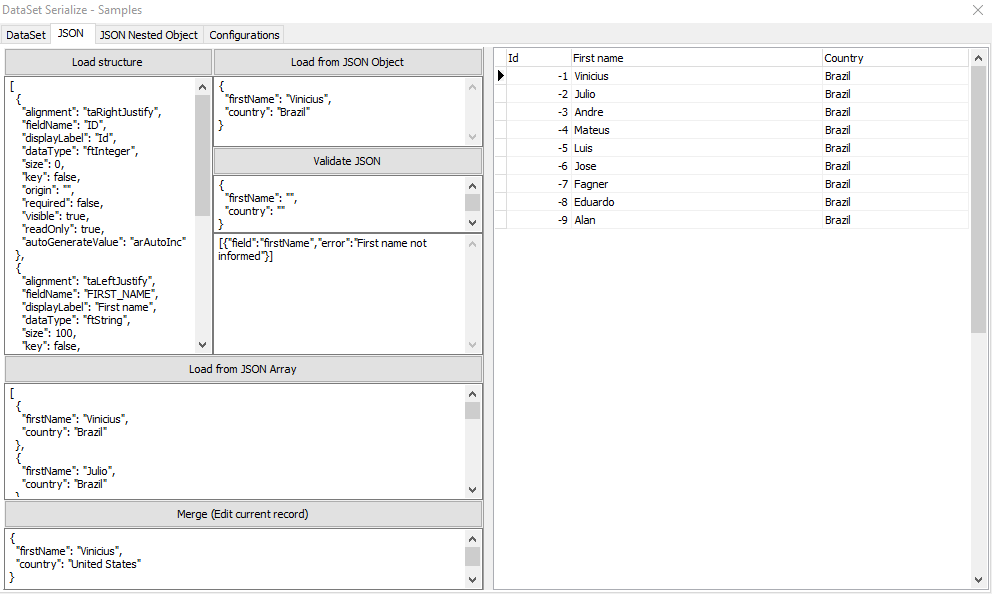 DataSet Serialize - Samples
DataSet JSON JSON Nested Object Configurations
Load structure
[
{
"alignment": "taRightJustify",
"fieldName": "ID",
"displayLabel": "Id",
"dataType": "ftInteger",
"size": 0,
"key": false,
"origin": "",
"required": false,
"visible": true,
"readOnly": true,
"autoGenerateValue": "arAutoInc"
},
{
"alignment": "taLeftJustify",
"fieldName": "FIRST_NAME",
"displayLabel": "First name",
"dataType": "ftString",
"size": 100,
"key": false,
Load from JSON Object
{
"firstName": "Vinicius",
"country": "Brazil"
}
Validate JSON
{
"firstName": "",
"country": ""
}
[{"field":"firstName","error":"First name not
informed"}]
Load from JSON Array
[
{
"firstName": "Vinicius",
"country": "Brazil"
},
{
"firstName": "Julio",
"country": "Brazil"
}
Merge (Edit current record)
{
"firstName": "Vinicius",
"country": "United States"
}
Id First name Country
-1 Vinicius Brazil
-2 Julio Brazil
-3 Andre Brazil
-4 Mateus Brazil
-5 Luis Brazil
-6 Jose Brazil
-7 Fagner Brazil
-8 Eduardo Brazil
-9 Alan Brazil